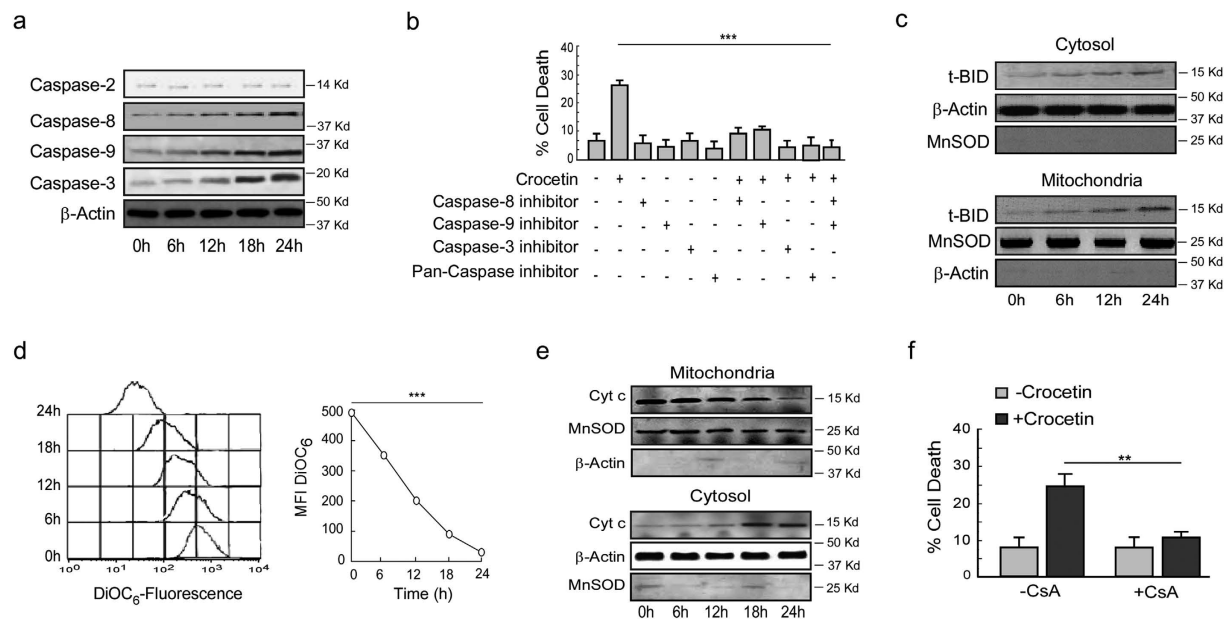 a
Caspase-2
14 Kd
Caspase-8
37 Kd
Caspase-9
37 Kd
Caspase-3
20 Kd
β-Actin
50 Kd
37 Kd
0h 6h 12h 18h 24h
b
***
% Cell Death
40
30
20
10
0
Crocetin - + - - - - + + + + +
Caspase-8 inhibitor - - + - - - + - - - +
Caspase-9 inhibitor - - - + - - - + - - +
Caspase-3 inhibitor - - - - + - - - + - -
Pan-Caspase inhibitor - - - - - + - - - + -
c
Cytosol
t-BID
15 Kd
β-Actin
50 Kd
37 Kd
MnSOD
25 Kd
Mitochondria
t-BID
15 Kd
MnSOD
25 Kd
β-Actin
50 Kd
37 Kd
0h 6h 12h 24h
d
24h
18h
12h
6h
0h
10⁰ 10¹ 10² 10³ 10⁴
DiOC₆-Fluorescence
***
MFI DiOC₆
500
400
300
200
100
0
0 6 12 18 24
Time (h)
e
Mitochondria
Cyt c
15 Kd
MnSOD
25 Kd
β-Actin
50 Kd
37 Kd
Cytosol
Cyt c
15 Kd
β-Actin
50 Kd
37 Kd
MnSOD
25 Kd
0h 6h 12h 18h 24h
f
-Crocetin
+Crocetin
**
% Cell Death
40
30
20
10
0
-CsA +CsA